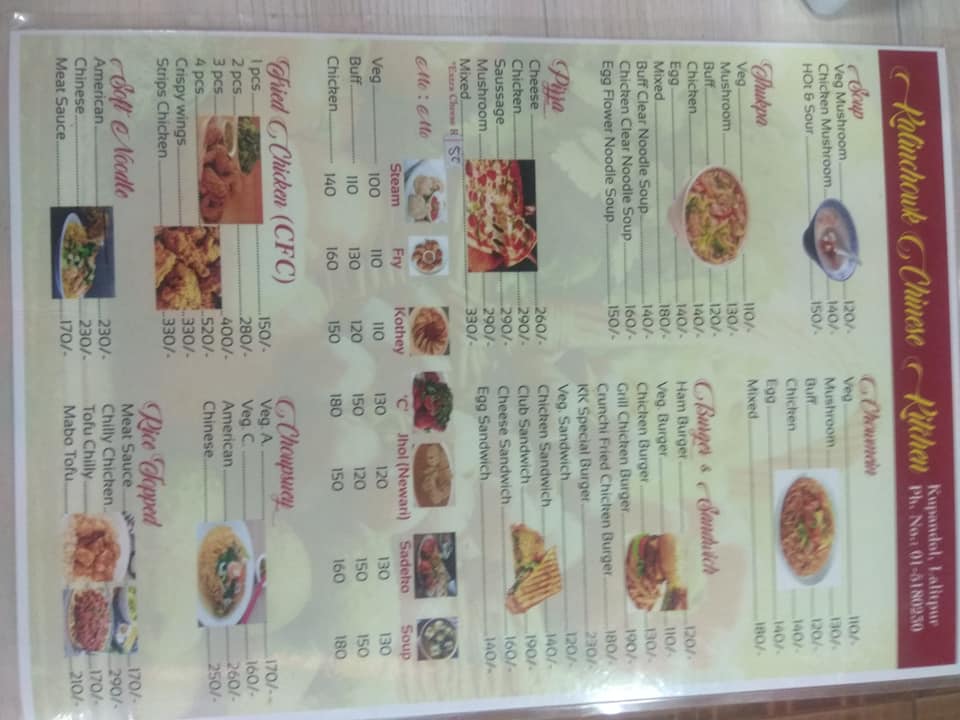 Kalinchowk Chinese Kitchen
Kupandol, Lalitpur
Ph. No.: 01-5180230
Soup
Veg Mushroom 120/-
Chicken Mushroom 140/-
HOt & Sour 150/-
Thukpa
Veg 110/-
Mushroom 130/-
Buff 120/-
Chicken 140/-
Egg 140/-
Mixed 180/-
Buff Clear Noodle Soup 140/-
Chicken Clear Noodle Soup 160/-
Egg Flower Noodle Soup 150/-
Pizza
Cheese 260/-
Chicken 290/-
Saussage 290/-
Mushroom 290/-
Mixed 330/-
*Extra Cheese R 50
Chowmein
Veg 110/-
Mushroom 130/-
Buff 120/-
Chicken 140/-
Egg 140/-
Mixed 180/-
Burger & Sandwich
Ham Burger 120/-
Veg. Burger 110/-
Chicken Burger 130/-
Grill Chicken Burger 190/-
Crunchi Fried Chicken Burger 180/-
KK Special Burger 230/-
Veg. Sandwich 120/-
Chicken Sandwich 140/-
Club Sandwich 190/-
Cheese Sandwich 160/-
Egg Sandwich 140/-
Mo : Mo
Steam Fry Kothey 'C' Jhol (Newari) Sadeko Soup
Veg 100 110 110 130 120 130 130
Buff 110 130 120 150 120 150 150
Chicken 140 160 150 180 150 160 180
Fried Chicken (CFC)
1 pcs 150/-
2 pcs 280/-
3 pcs 400/-
4 pcs 520/-
Crispy wings 330/-
Strips Chicken 330/-
Soft Noodle
American 230/-
Chinese 230/-
Meat Sauce 170/-
Choupsuey
Veg. A. 170/-
Veg. C. 160/-
American 260/-
Chinese 250/-
Rice Topped
Meat Sauce 170/-
Chilly Chicken 290/-
Tofu Chilly 170/-
Mabo Tofu 210/-